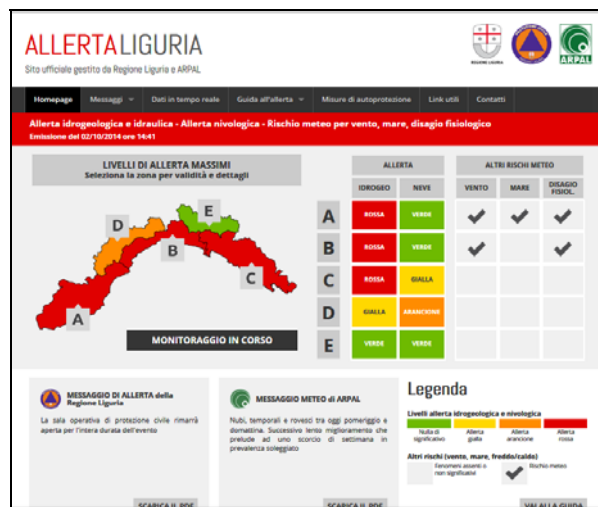 ALLERTALIGURIA
Sito ufficiale gestito da Regione Liguria e ARPAL
REGIONE LIGURIA
ARPAL
Homepage Messaggi Dati in tempo reale Guida all'allerta Misure di autoprotezione Link utili Contatti
Allerta idrogeologica e idraulica - Allerta nivologica - Rischio meteo per vento, mare, disagio fisiologico
Emissione del 02/10/2014 ore 14:41
LIVELLI DI ALLERTA MASSIMI
Seleziona la zona per validità e dettagli
ALLERTA ALTRI RISCHI METEO
IDROGEO NEVE VENTO MARE DISAGIO
FISIOL.
A ROSSA VERDE
B ROSSA VERDE
C ROSSA GIALLA
D GIALLA ARANCIONE
E VERDE VERDE
D
E
B
C
A
MONITORAGGIO IN CORSO
MESSAGGIO DI ALLERTA della
Regione Liguria
La sala operativa di protezione civile rimarrà
aperta per l'intera durata dell'evento
SCARICA IL PDF
MESSAGGIO METEO di ARPAL
Nubi, temporali e rovesci tra oggi pomeriggio e
domattina. Successivo lento miglioramento che
prelude ad uno scorcio di settimana in
prevalenza soleggiato
SCARICA IL PDF
Legenda
Livelli allerta idrogeologica e nivologica
Nulla di
significativo
Allerta
gialla
Allerta
arancione
Allerta
rossa
Altri rischi (vento, mare, freddo/caldo)
Fenomeni assenti o
non significativi
Rischio meteo
VAI ALLA GUIDA